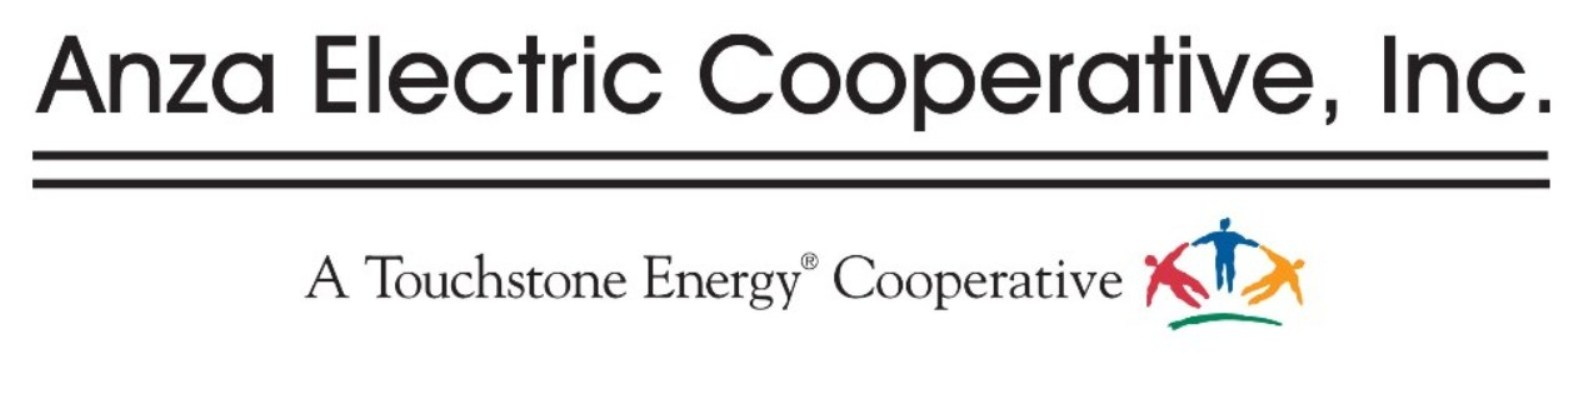 Anza Electric Cooperative, Inc.
A Touchstone Energy® Cooperative